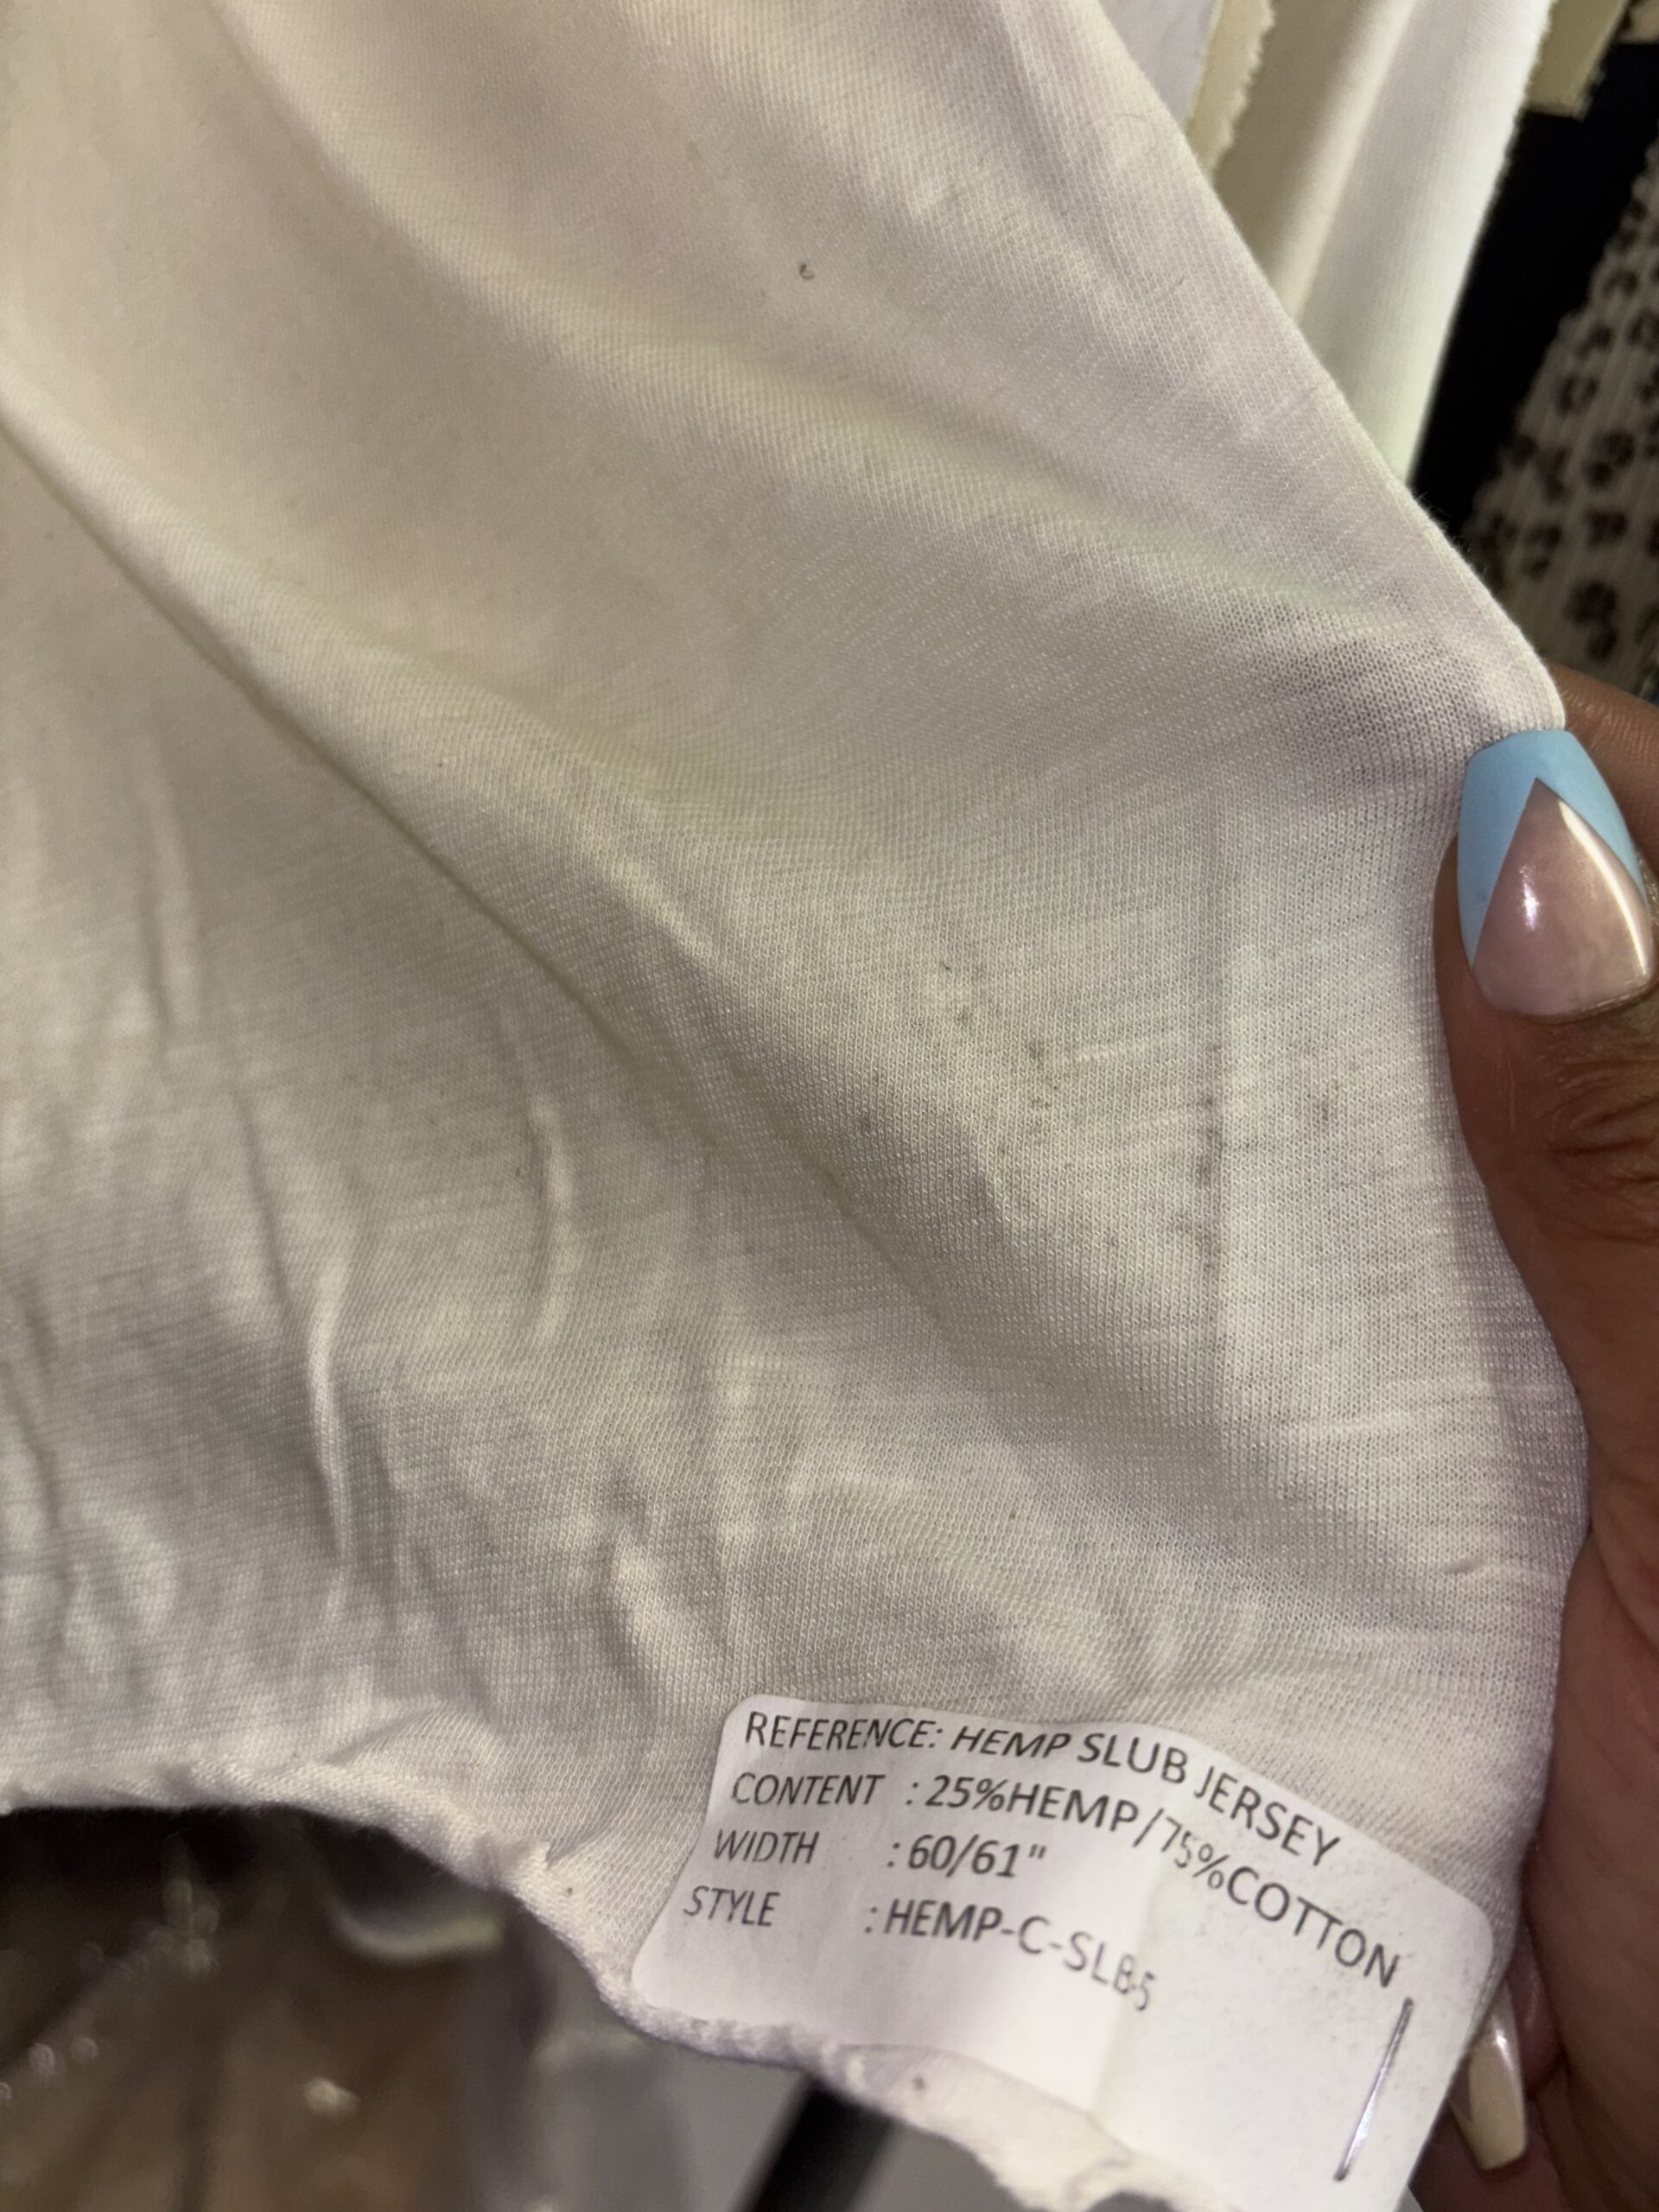 REFERENCE: HEMP SLUB JERSEY
CONTENT : 25%HEMP/75%COTTON
WIDTH : 60/61"
STYLE : HEMP-C-SLB5